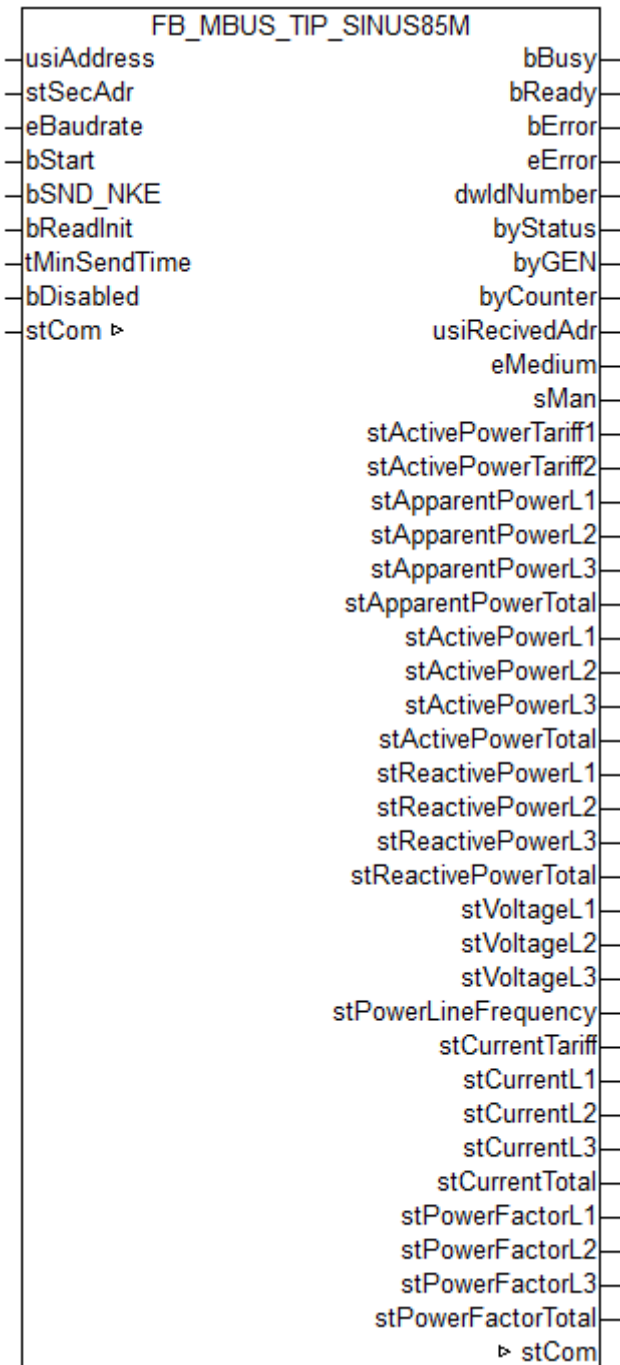 FB_MBUS_TIP_SINUS85M
usiAddress bBusy
stSecAdr bReady
eBaudrate bError
bStart eError
bSND_NKE dwIdNumber
bReadInit byStatus
tMinSendTime byGEN
bDisabled byCounter
stCom ▹ usiRecivedAdr
eMedium
sMan
stActivePowerTariff1
stActivePowerTariff2
stApparentPowerL1
stApparentPowerL2
stApparentPowerL3
stApparentPowerTotal
stActivePowerL1
stActivePowerL2
stActivePowerL3
stActivePowerTotal
stReactivePowerL1
stReactivePowerL2
stReactivePowerL3
stReactivePowerTotal
stVoltageL1
stVoltageL2
stVoltageL3
stPowerLineFrequency
stCurrentTariff
stCurrentL1
stCurrentL2
stCurrentL3
stCurrentTotal
stPowerFactorL1
stPowerFactorL2
stPowerFactorL3
stPowerFactorTotal
▹ stCom